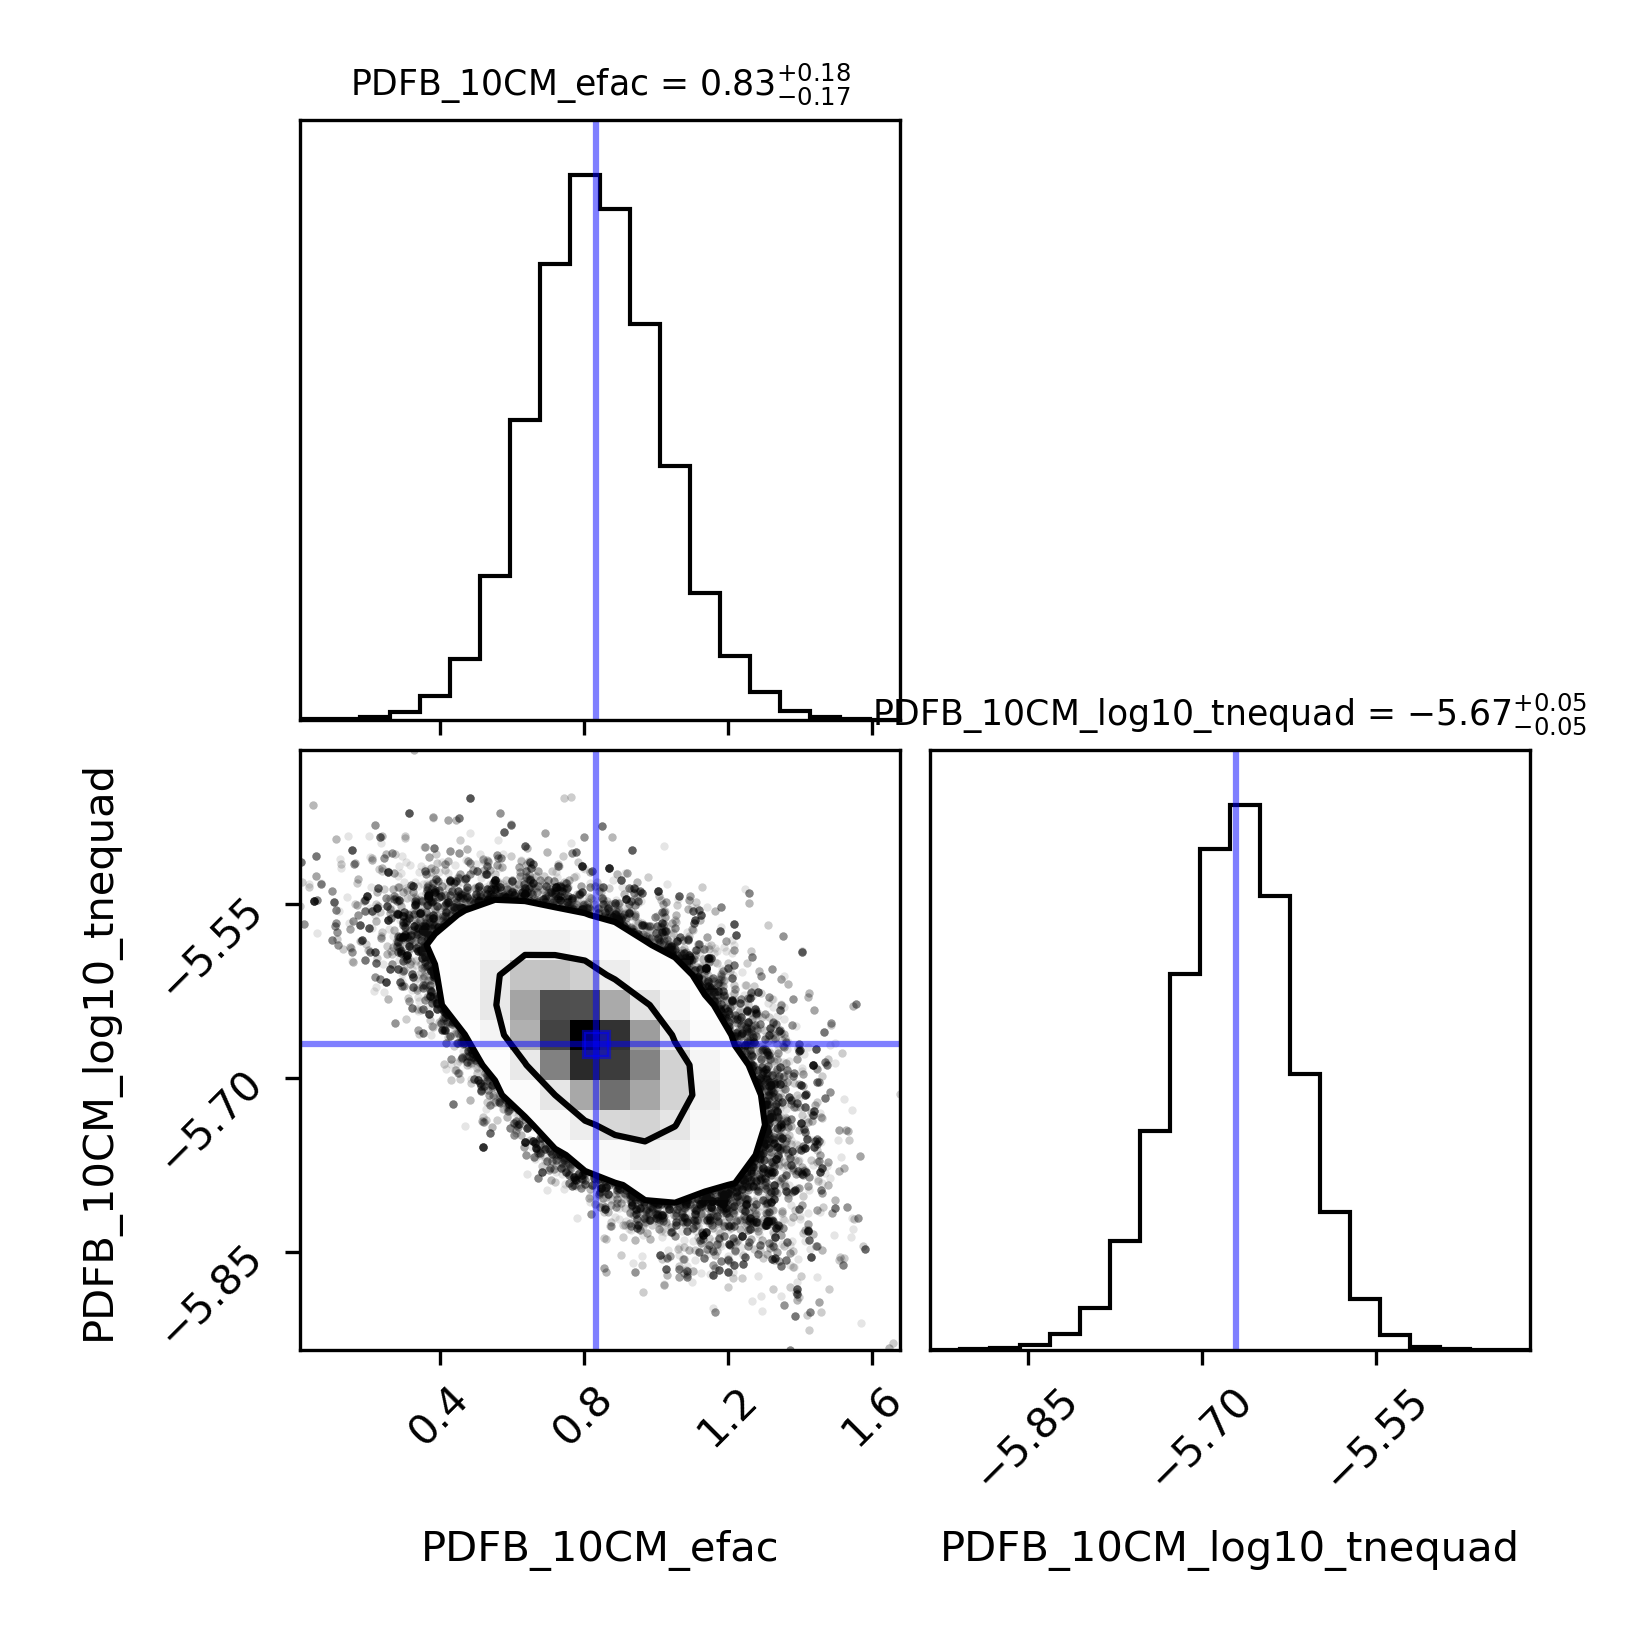 PDFB_10CM_efac = 0.83+0.18 −0.17
PDFB_10CM_log10_tnequad = −5.67+0.05 −0.05
PDFB_10CM_log10_tnequad
−5.55
−5.70
−5.85
0.4 0.8 1.2 1.6
−5.85 −5.70 −5.55
PDFB_10CM_efac
PDFB_10CM_log10_tnequad